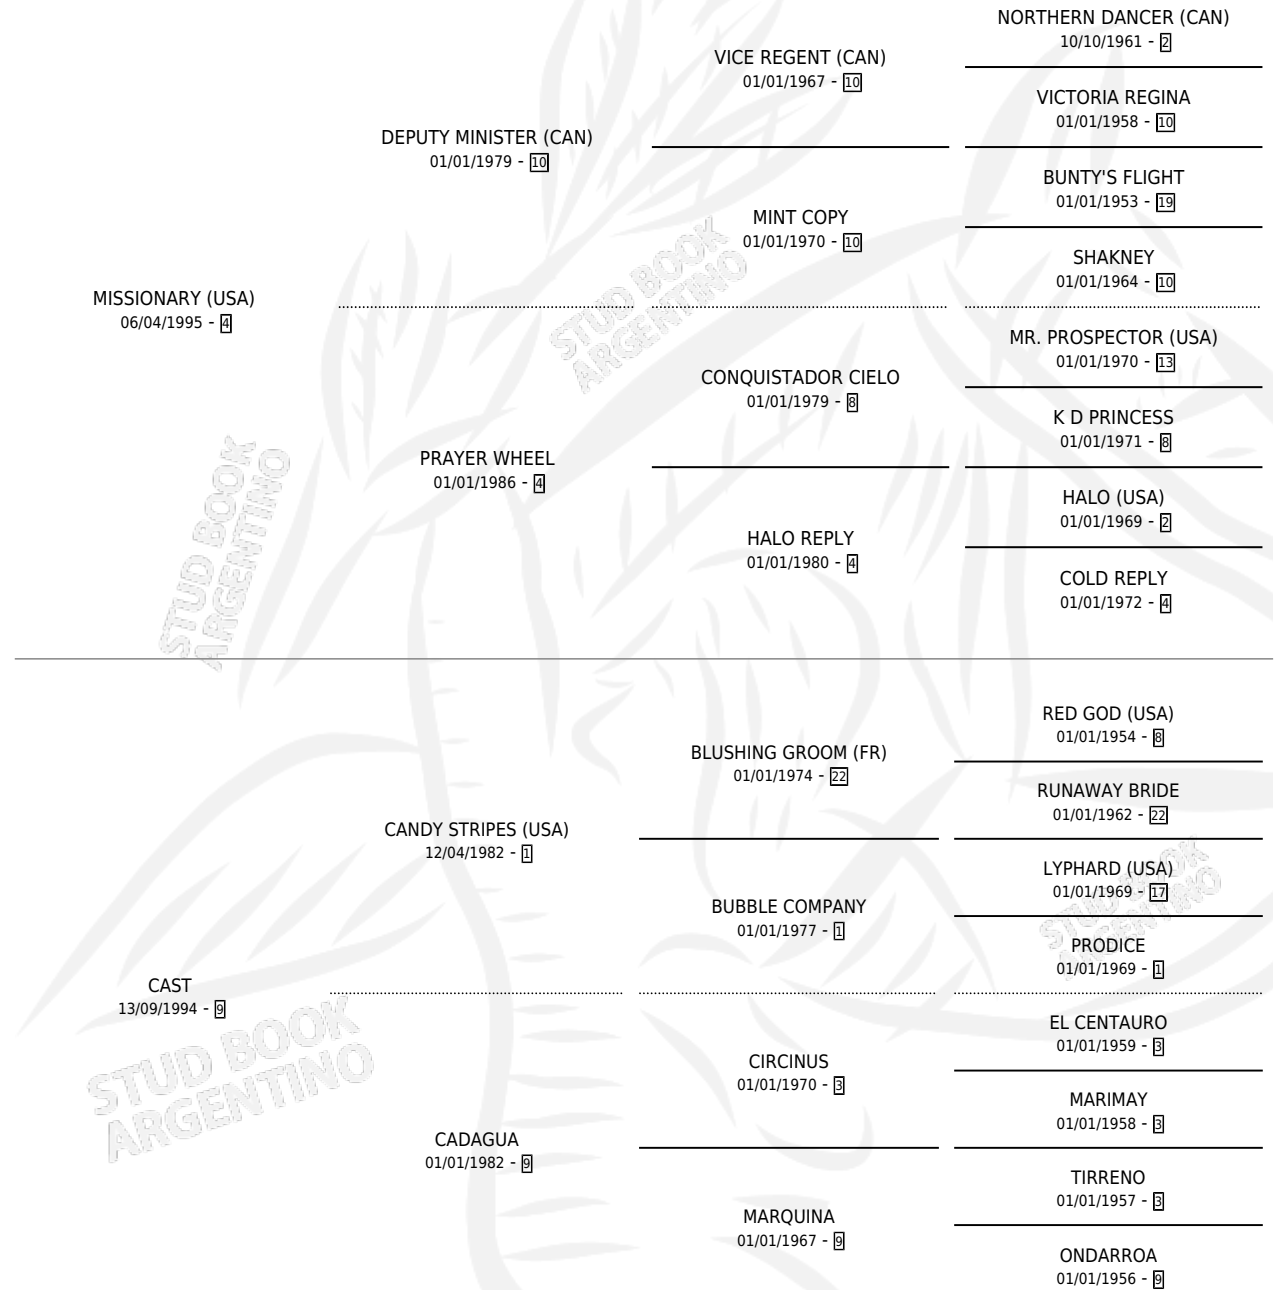 NORTHERN DANCER (CAN)
10/10/1961 - 2
VICE REGENT (CAN)
01/01/1967 - 10
VICTORIA REGINA
01/01/1958 - 10
DEPUTY MINISTER (CAN)
01/01/1979 - 10
BUNTY'S FLIGHT
01/01/1953 - 19
MINT COPY
01/01/1970 - 10
SHAKNEY
01/01/1964 - 10
MISSIONARY (USA)
06/04/1995 - 4
MR. PROSPECTOR (USA)
01/01/1970 - 13
CONQUISTADOR CIELO
01/01/1979 - 8
K D PRINCESS
01/01/1971 - 8
PRAYER WHEEL
01/01/1986 - 4
HALO (USA)
01/01/1969 - 2
HALO REPLY
01/01/1980 - 4
COLD REPLY
01/01/1972 - 4
STUD BOOK
ARGENTINO
STUD BOOK
ARGENTINO
RED GOD (USA)
01/01/1954 - 8
BLUSHING GROOM (FR)
01/01/1974 - 22
RUNAWAY BRIDE
01/01/1962 - 22
CANDY STRIPES (USA)
12/04/1982 - 1
LYPHARD (USA)
01/01/1969 - 17
BUBBLE COMPANY
01/01/1977 - 1
PRODICE
01/01/1969 - 1
STUD BOOK
ARGENTINO
CAST
13/09/1994 - 9
EL CENTAURO
01/01/1959 - 3
CIRCINUS
01/01/1970 - 3
MARIMAY
01/01/1958 - 3
CADAGUA
01/01/1982 - 9
TIRRENO
01/01/1957 - 3
MARQUINA
01/01/1967 - 9
ONDARROA
01/01/1956 - 9
STUD BOOK
ARGENTINO